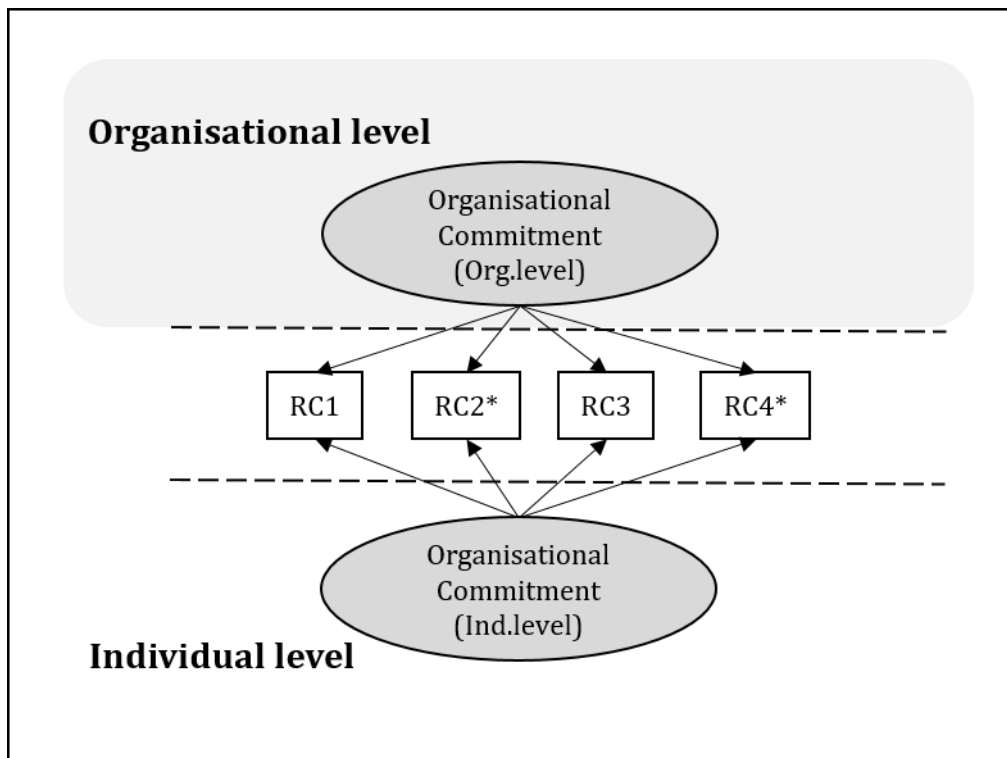 Organisational level
Organisational
Commitment
(Org.level)
RC1 RC2* RC3 RC4*
Organisational
Commitment
(Ind.level)
Individual level